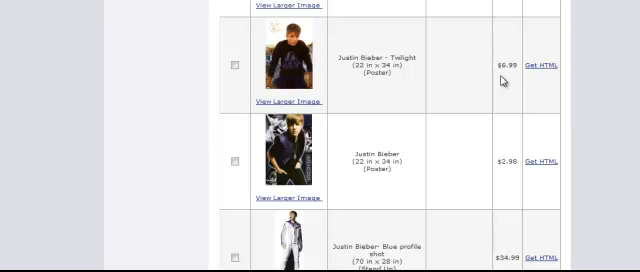 View Larger Image
Justin Bieber - Twilight
(22 in x 34 in)
(Poster)
$6.99
Get HTML
View Larger Image
Justin Bieber
(22 in x 34 in)
(Poster)
$2.98
Get HTML
View Larger Image
Justin Bieber- Blue profile
shot
(70 in x 28 in)
(Stand Up)
$34.99
Get HTML